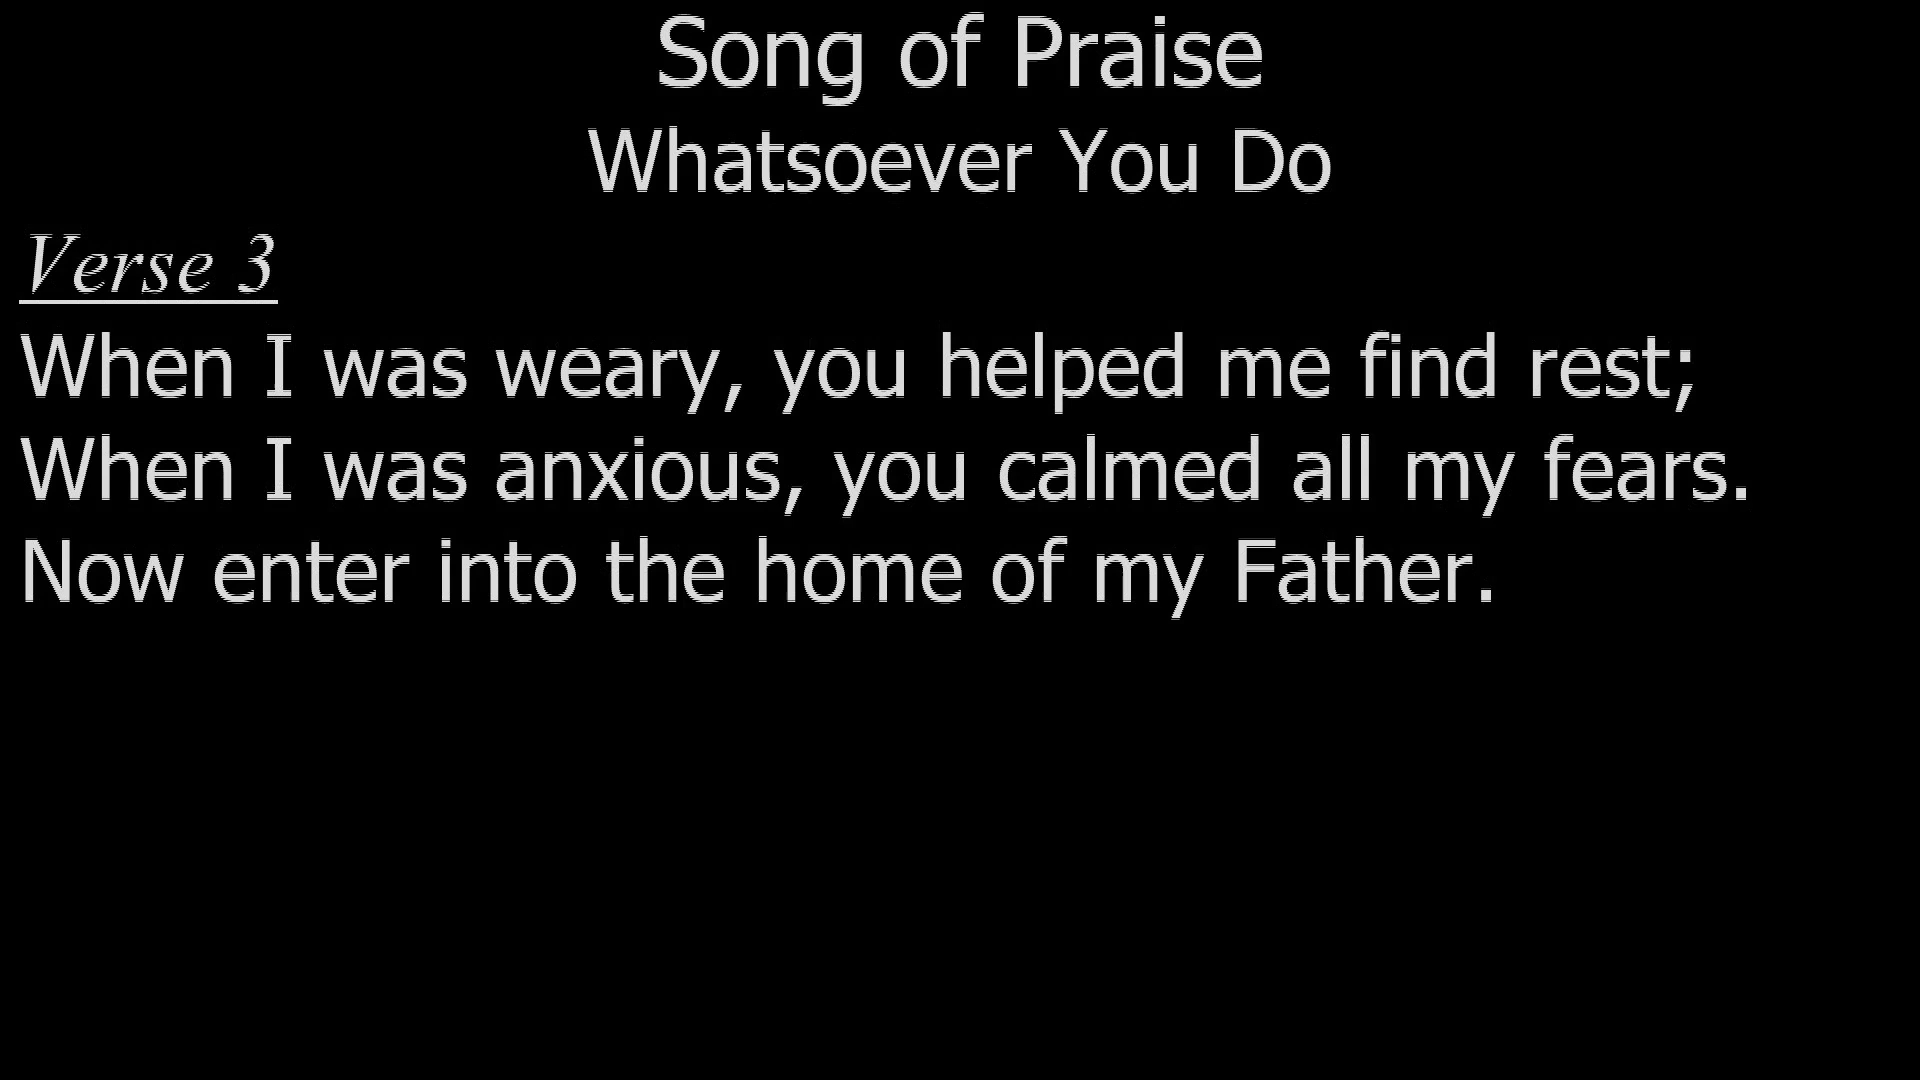 Song of Praise
Whatsoever You Do
Verse 3
When I was weary, you helped me find rest;
When I was anxious, you calmed all my fears.
Now enter into the home of my Father.